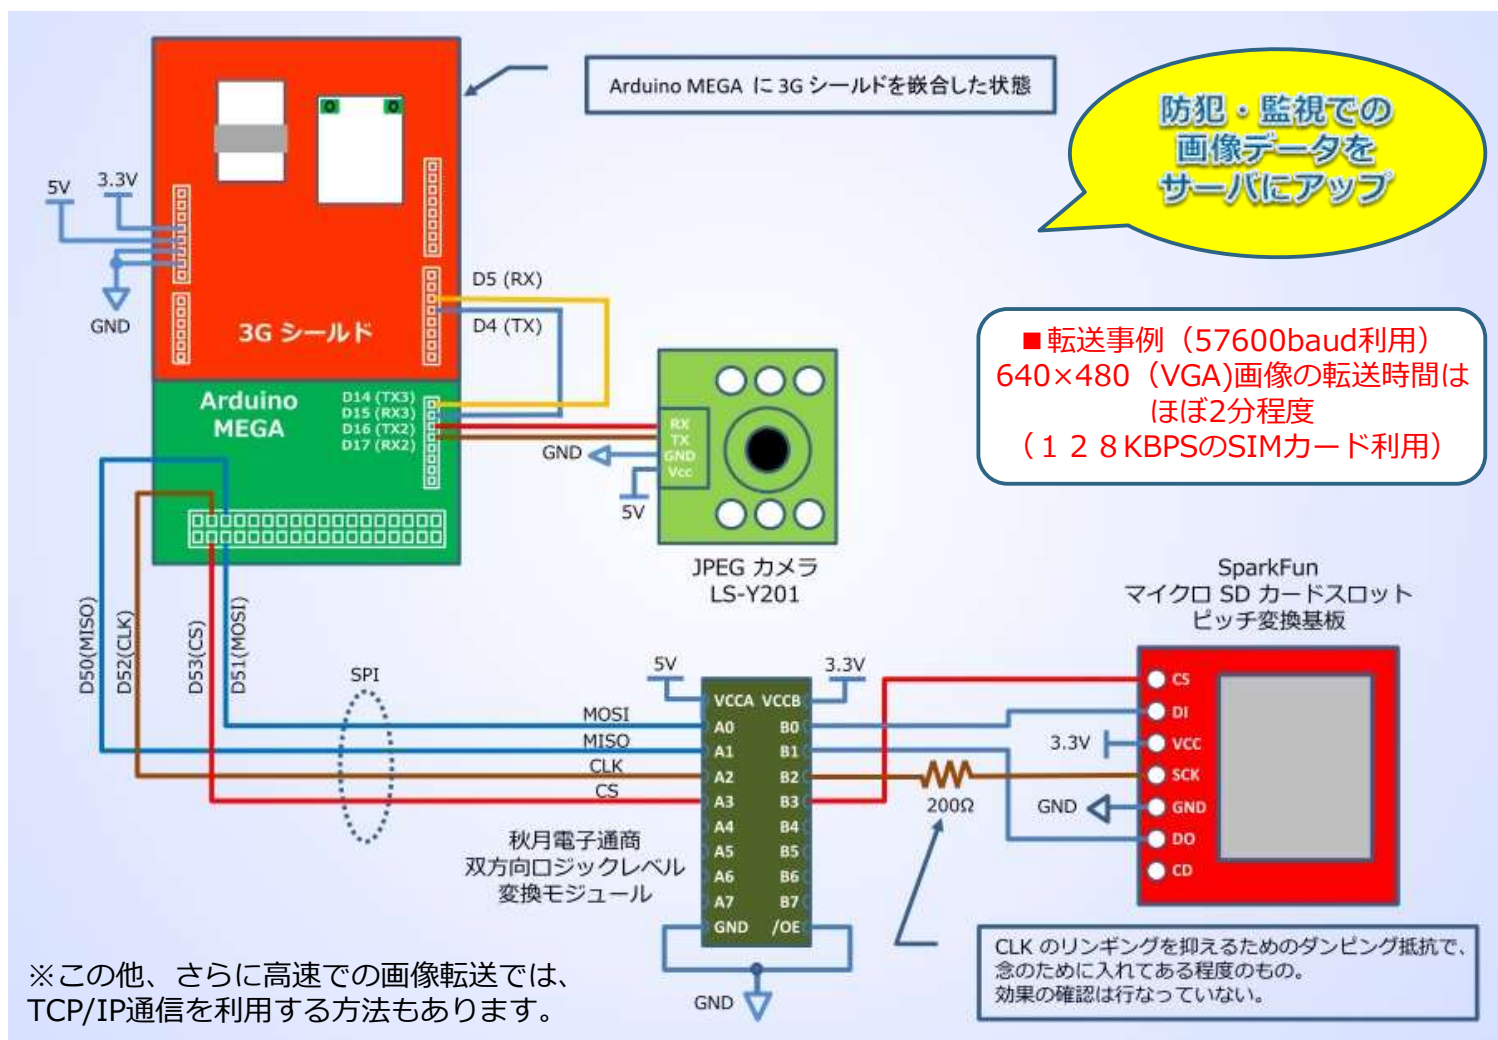 Arduino MEGA に 3G シールドを嵌合した状態
防犯・監視での
画像データを
サーバにアップ
5V
3.3V
GND
3G シールド
D5 (RX)
D4 (TX)
■転送事例（57600baud利用）
640×480（VGA)画像の転送時間は
ほぼ2分程度
（１２８KBPSのSIMカード利用）
Arduino
MEGA
D14 (TX3)
D15 (RX3)
D16 (TX2)
D17 (RX2)
RX
TX
GND
Vcc
GND
5V
JPEG カメラ
LS-Y201
SparkFun
マイクロ SD カードスロット
ピッチ変換基板
D50(MISO)
D52(CLK)
D53(CS)
D51(MOSI)
SPI
MOSI
MISO
CLK
CS
5V
3.3V
VCCA VCCB
A0 B0
A1 B1
A2 B2
A3 B3
A4 B4
A5 B5
A6 B6
A7 B7
GND /OE
GND
200Ω
3.3V
GND
CS
DI
VCC
SCK
GND
DO
CD
秋月電子通商
双方向ロジックレベル
変換モジュール
CLK のリンギングを抑えるためのダンピング抵抗で、
念のために入れてある程度のもの。
効果の確認は行なっていない。
※この他、さらに高速での画像転送では、
TCP/IP通信を利用する方法もあります。